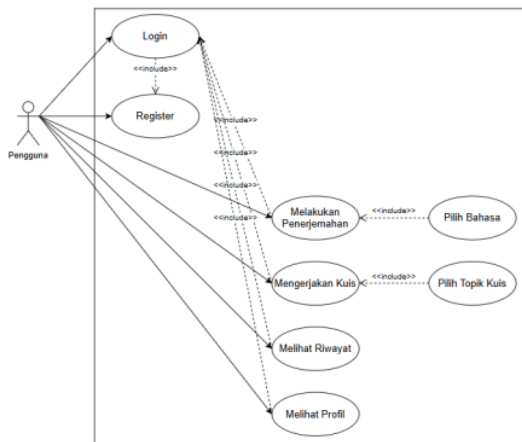 Login
<<include>>
Register
Pengguna
<<include>>
<<include>>
<<include>>
<<include>>
Melakukan
Penerjemahan
<<include>>
Pilih Bahasa
Mengerjakan Kuis
<<include>>
Pilih Topik Kuis
Melihat Riwayat
Melihat Profil